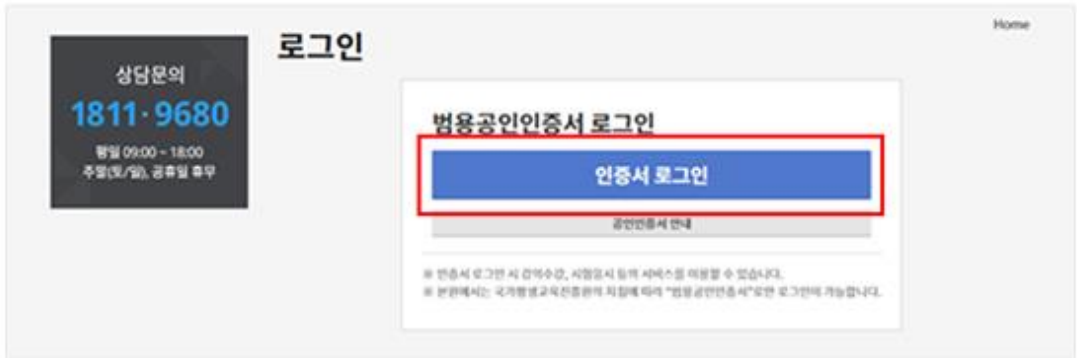 Home
로그인
상담문의
1811·9680
평일 09:00 ~ 18:00
주말(토/일), 공휴일 휴무
범용공인인증서 로그인
인증서 로그인
공인인증서 안내
※ 인증서 로그인 시 강의수강, 시험응시 등의 서비스를 이용할 수 있습니다.
※ 본원에서는 국가평생교육진흥원의 지침에 따라 "범용공인인증서"로만 로그인이 가능합니다.